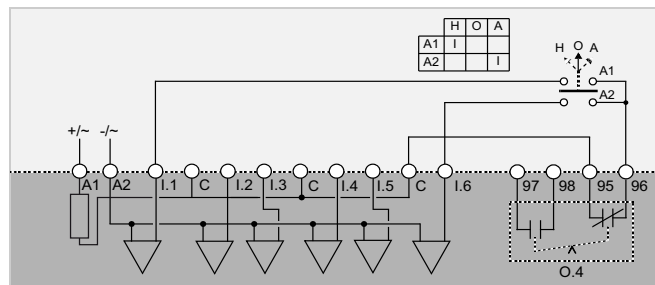 H O A
A1 I
A2 I
H O A
A1
A2
+/~ -/~
A1 A2 I.1 C I.2 I.3 C I.4 I.5 C I.6 97 98 95 96
O.4